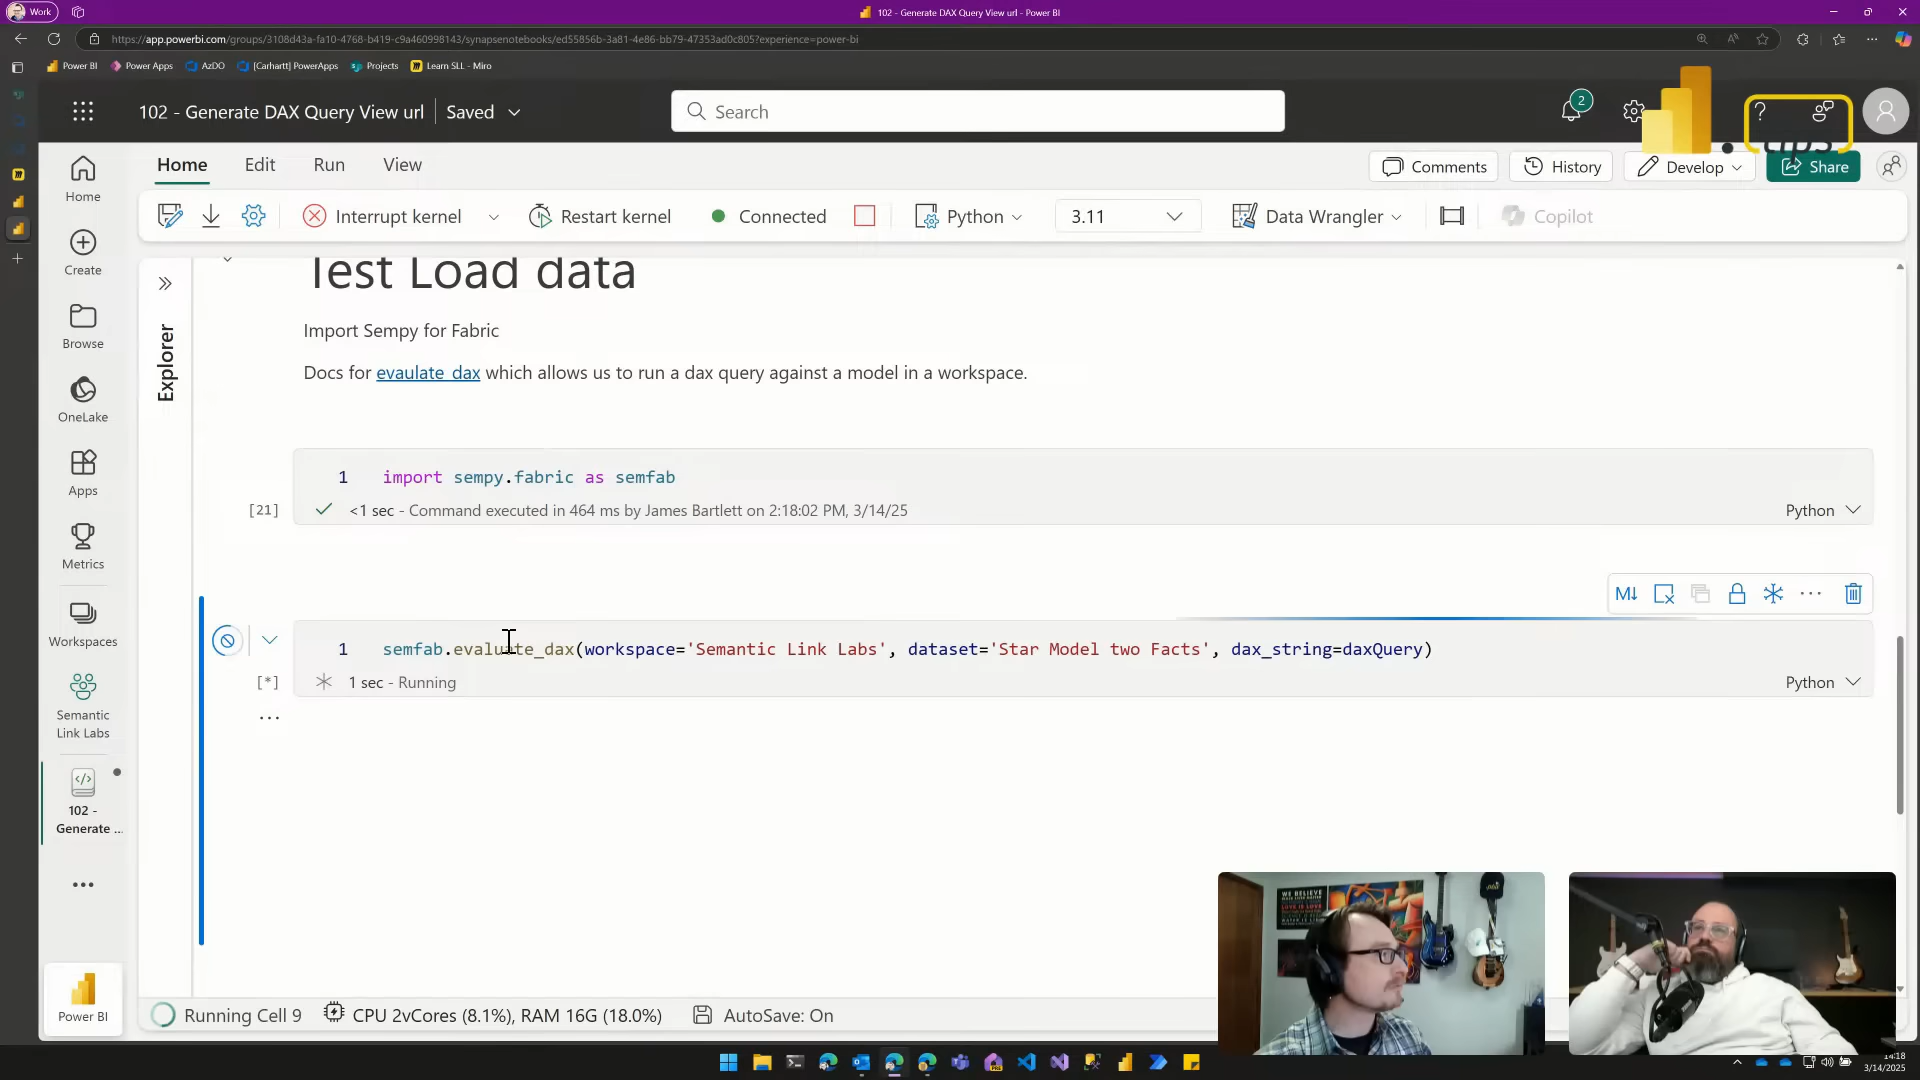 Work
102 - Generate DAX Query View url - Power BI
https://app.powerbi.com/groups/3108d43a-fa10-4768-b419-c9a460998143/synapsenotebooks/ed55856b-3a81-4e86-bb79-47353ad0c805?experience=power-bi
Power BI
Power Apps
AzDO
[Carhartt] PowerApps
Projects
Learn SLL - Miro
102 - Generate DAX Query View url
Saved
Search
2
Home
Edit
Run
View
Comments
History
Develop
Share
Interrupt kernel
Restart kernel
Connected
Python
3.11
Data Wrangler
Copilot
Home
Create
Browse
OneLake
Apps
Metrics
Workspaces
Semantic
Link Labs
102 -
Generate ...
Power BI
Explorer
Test Load data
Import Sempy for Fabric
Docs for evaulate_dax which allows us to run a dax query against a model in a workspace.
1 import sempy.fabric as semfab
[21] <1 sec - Command executed in 464 ms by James Bartlett on 2:18:02 PM, 3/14/25
Python
M↓
1 semfab.evaluate_dax(workspace='Semantic Link Labs', dataset='Star Model two Facts', dax_string=daxQuery)
[*] 1 sec - Running
Python
Running Cell 9
CPU 2vCores (8.1%), RAM 16G (18.0%)
AutoSave: On
14:18
3/14/2025